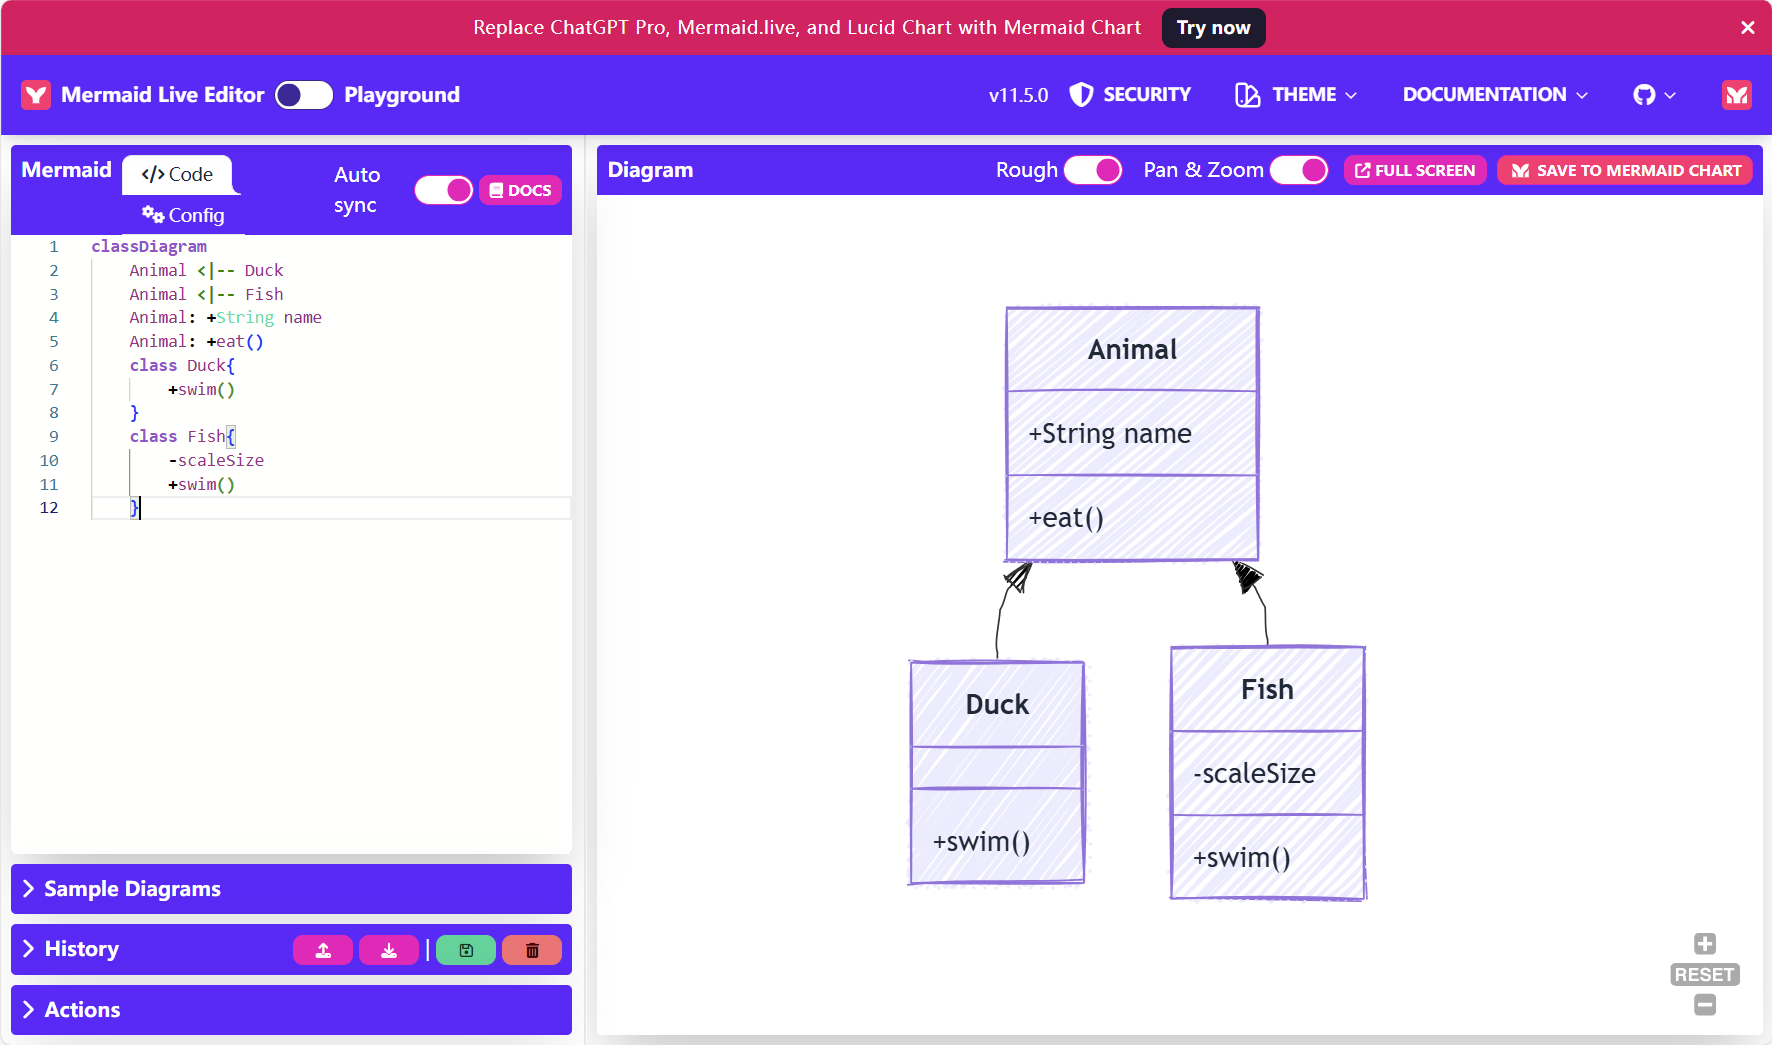 Replace ChatGPT Pro, Mermaid.live, and Lucid Chart with Mermaid Chart Try now
Mermaid Live Editor Playground v11.5.0 SECURITY THEME DOCUMENTATION
Mermaid </> Code Auto sync DOCS
Config
1 classDiagram
2 Animal <|-- Duck
3 Animal <|-- Fish
4 Animal: +String name
5 Animal: +eat()
6 class Duck{
7 +swim()
8 }
9 class Fish{
10 -scaleSize
11 +swim()
12 }
Sample Diagrams
History
Actions
Diagram Rough Pan & Zoom FULL SCREEN SAVE TO MERMAID CHART
Animal
+String name
+eat()
Duck
+swim()
Fish
-scaleSize
+swim()
RESET